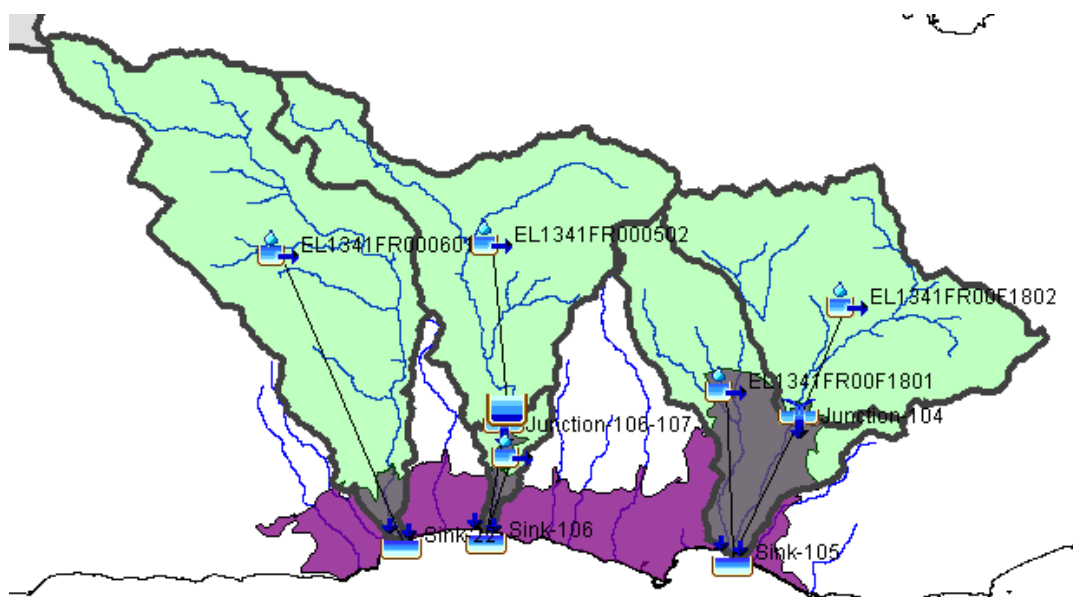 EL1341FR000601
EL1341FR000502
EL1341FR00F1802
EL1341FR00F1801
Junction-106-107
Junction-104
Sink-22
Sink-106
Sink-105